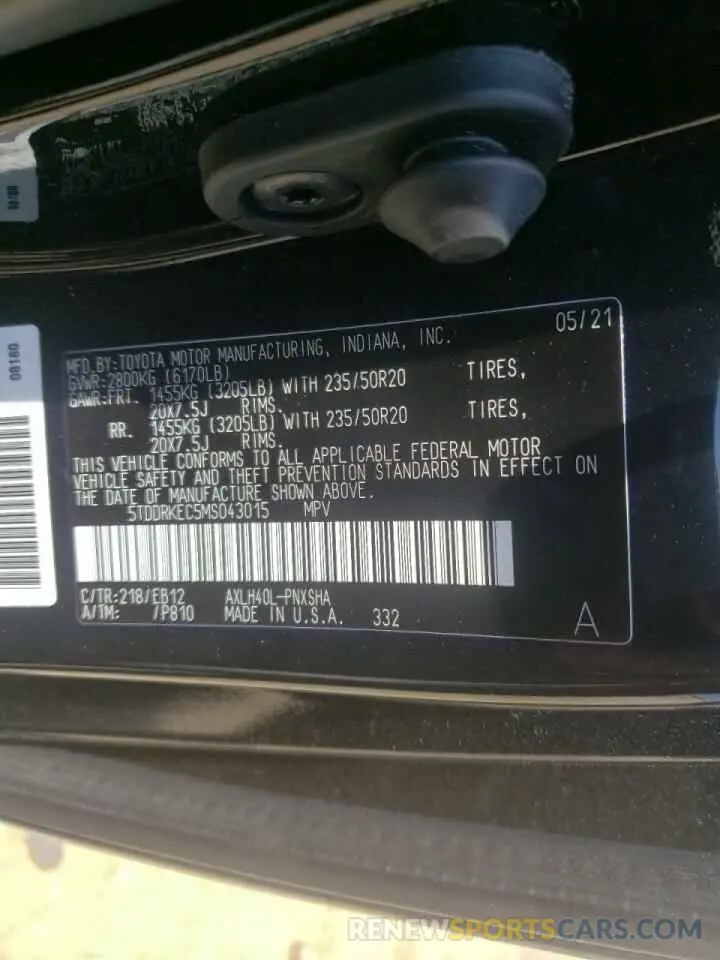 08160
MFD.BY:TOYOTA MOTOR MANUFACTURING, INDIANA, INC. 05/21
GVWR:2800KG (6170LB)
GAWR:FRT. 1455KG (3205LB) WITH 235/50R20 TIRES,
20X7.5J RIMS.
RR. 1455KG (3205LB) WITH 235/50R20 TIRES,
20X7.5J RIMS.
THIS VEHICLE CONFORMS TO ALL APPLICABLE FEDERAL MOTOR
VEHICLE SAFETY AND THEFT PREVENTION STANDARDS IN EFFECT ON
THE DATE OF MANUFACTURE SHOWN ABOVE.
5TDDRKEC5MS043015 MPV
C/TR:218/EB12 AXLH40L-PNXSHA
A/TM: /P810 MADE IN U.S.A. 332 A
RENEWSPORTSCARS.COM